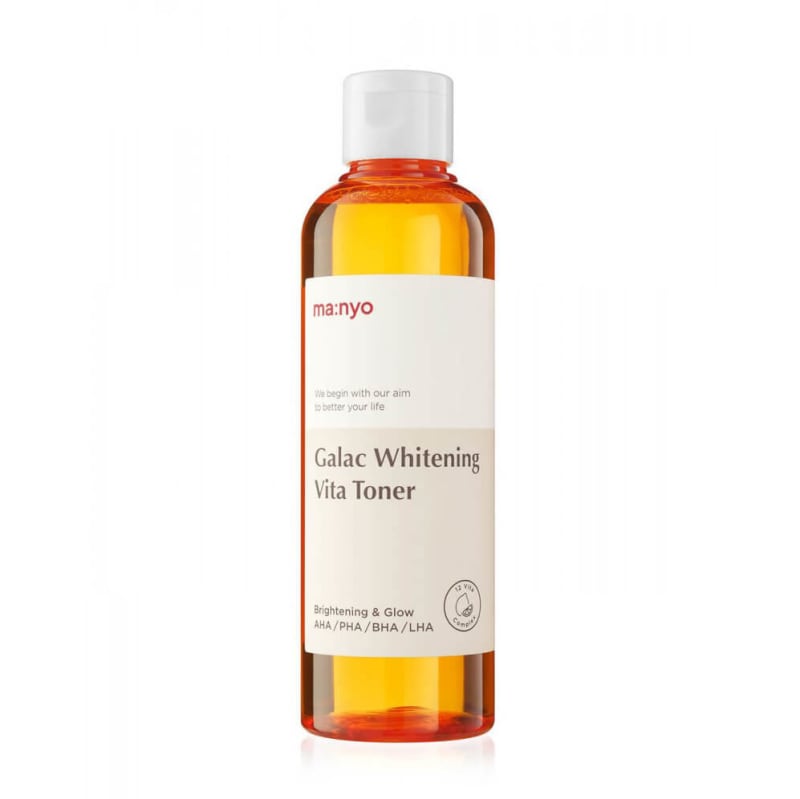 ma:nyo
We begin with our aim
to better your life
Galac Whitening
Vita Toner
12 Vita
Complex
Brightening & Glow
AHA / PHA / BHA / LHA